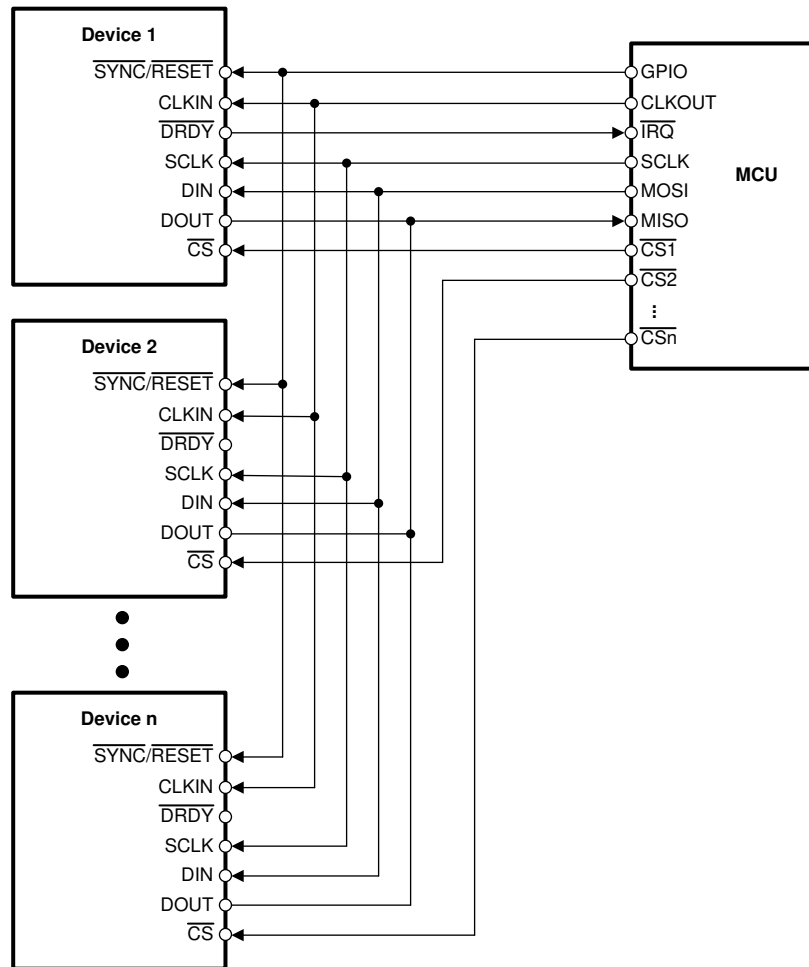 Device 1
SYNC/RESET
CLKIN
DRDY
SCLK
DIN
DOUT
CS
GPIO
CLKOUT
IRQ
SCLK
MOSI
MISO
CS1
CS2
CSn
MCU
Device 2
SYNC/RESET
CLKIN
DRDY
SCLK
DIN
DOUT
CS
Device n
SYNC/RESET
CLKIN
DRDY
SCLK
DIN
DOUT
CS